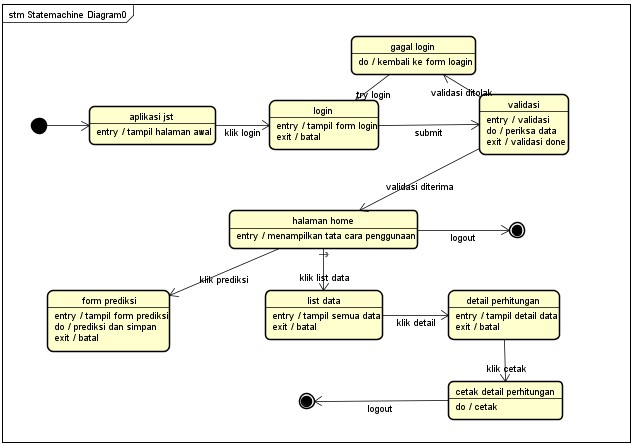 stm Statemachine Diagram0
gagal login
do / kembali ke form loagin
try login
validasi ditolak
aplikasi jst
entry / tampil halaman awal
klik login
login
entry / tampil form login
exit / batal
submit
validasi
entry / validasi
do / periksa data
exit / validasi done
validasi diterima
halaman home
entry / menampilkan tata cara penggunaan
logout
klik prediksi
klik list data
form prediksi
entry / tampil form prediksi
do / prediksi dan simpan
exit / batal
list data
entry / tampil semua data
exit / batal
klik detail
detail perhitungan
entry / tampil detail data
exit / batal
klik cetak
cetak detail perhitungan
do / cetak
logout